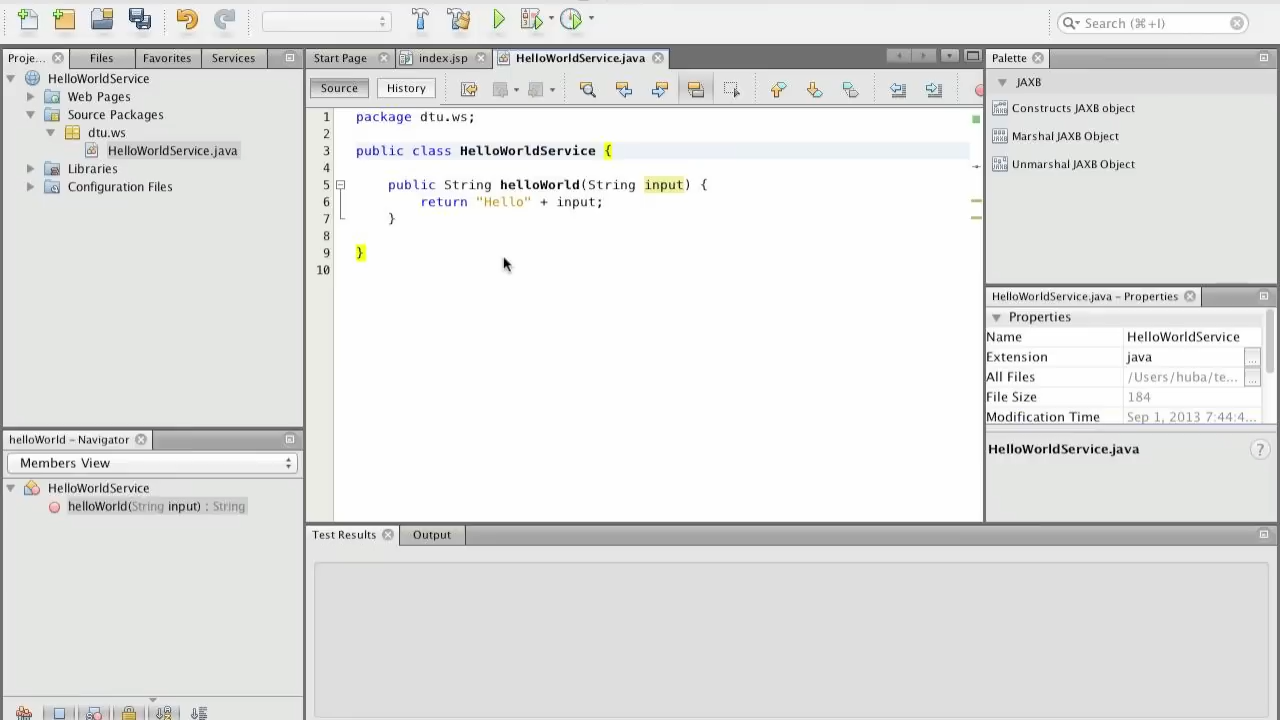 Search (⌘+I)
Proje...
Files
Favorites
Services
HelloWorldService
Web Pages
Source Packages
dtu.ws
HelloWorldService.java
Libraries
Configuration Files
helloWorld – Navigator
Members View
HelloWorldService
helloWorld(String input) : String
Start Page
index.jsp
HelloWorldService.java
Source
History
1 package dtu.ws;
2
3 public class HelloWorldService {
4
5 public String helloWorld(String input) {
6 return "Hello" + input;
7 }
8
9 }
10
Test Results
Output
Palette
JAXB
Constructs JAXB object
Marshal JAXB Object
Unmarshal JAXB Object
HelloWorldService.java – Properties
Properties
Name HelloWorldService
Extension java ...
All Files /Users/huba/te... ...
File Size 184
Modification Time Sep 1, 2013 7:44:4...
HelloWorldService.java
?